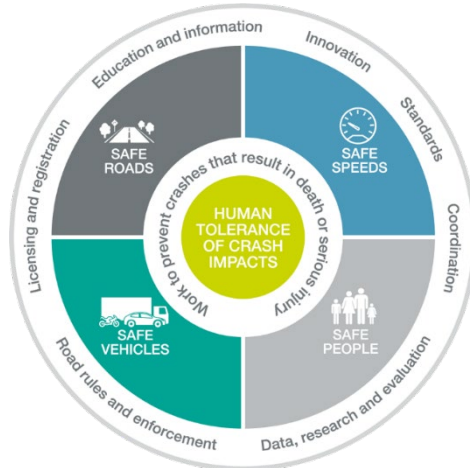 Education and information
Innovation
Standards
Coordination
Data, research and evaluation
Road rules and enforcement
Licensing and registration
SAFE
ROADS
SAFE
SPEEDS
Work to prevent crashes that result in death or serious injury
HUMAN
TOLERANCE
OF CRASH
IMPACTS
SAFE
VEHICLES
SAFE
PEOPLE